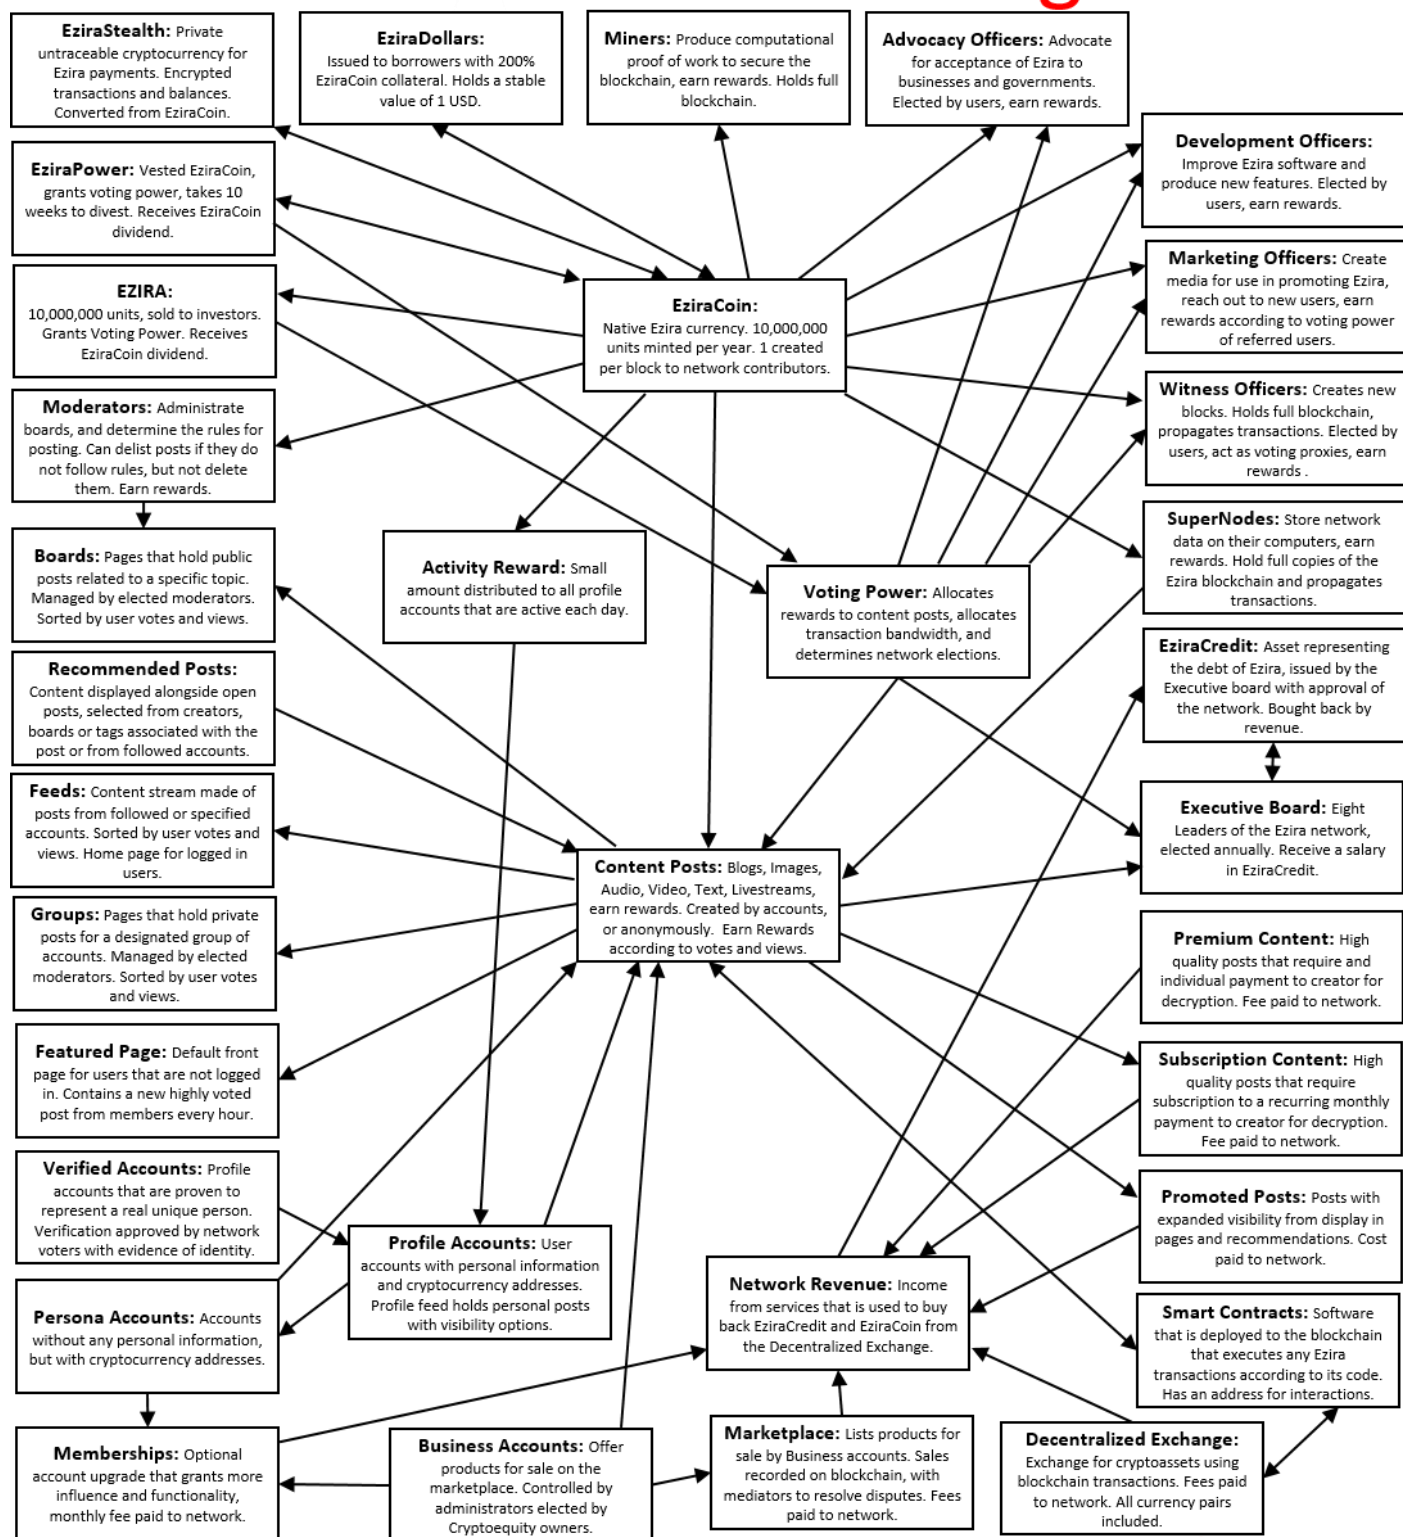 g
EziraStealth: Private
untraceable cryptocurrency for
Ezira payments. Encrypted
transactions and balances.
Converted from EziraCoin.
EziraDollars:
Issued to borrowers with 200%
EziraCoin collateral. Holds a stable
value of 1 USD.
Miners: Produce computational
proof of work to secure the
blockchain, earn rewards. Holds full
blockchain.
Advocacy Officers: Advocate
for acceptance of Ezira to
businesses and governments.
Elected by users, earn rewards.
Development Officers:
Improve Ezira software and
produce new features. Elected by
users, earn rewards.
EziraPower: Vested EziraCoin,
grants voting power, takes 10
weeks to divest. Receives EziraCoin
dividend.
Marketing Officers: Create
media for use in promoting Ezira,
reach out to new users, earn
rewards according to voting power
of referred users.
EZIRA:
10,000,000 units, sold to investors.
Grants Voting Power. Receives
EziraCoin dividend.
EziraCoin:
Native Ezira currency. 10,000,000
units minted per year. 1 created
per block to network contributors.
Witness Officers: Creates new
blocks. Holds full blockchain,
propagates transactions. Elected by
users, act as voting proxies, earn
rewards .
Moderators: Administrate
boards, and determine the rules for
posting. Can delist posts if they do
not follow rules, but not delete
them. Earn rewards.
SuperNodes: Store network
data on their computers, earn
rewards. Hold full copies of the
Ezira blockchain and propagates
transactions.
Boards: Pages that hold public
posts related to a specific topic.
Managed by elected moderators.
Sorted by user votes and views.
Activity Reward: Small
amount distributed to all profile
accounts that are active each day.
Voting Power: Allocates
rewards to content posts, allocates
transaction bandwidth, and
determines network elections.
EziraCredit: Asset representing
the debt of Ezira, issued by the
Executive board with approval of
the network. Bought back by
revenue.
Recommended Posts:
Content displayed alongside open
posts, selected from creators,
boards or tags associated with the
post or from followed accounts.
Feeds: Content stream made of
posts from followed or specified
accounts. Sorted by user votes and
views. Home page for logged in
users.
Executive Board: Eight
Leaders of the Ezira network,
elected annually. Receive a salary
in EziraCredit.
Content Posts: Blogs, Images,
Audio, Video, Text, Livestreams,
earn rewards. Created by accounts,
or anonymously.  Earn Rewards
according to votes and views.
Groups: Pages that hold private
posts for a designated group of
accounts. Managed by elected
moderators. Sorted by user votes
and views.
Premium Content: High
quality posts that require and
individual payment to creator for
decryption. Fee paid to network.
Featured Page: Default front
page for users that are not logged
in. Contains a new highly voted
post from members every hour.
Subscription Content: High
quality posts that require
subscription to a recurring monthly
payment to creator for decryption.
Fee paid to network.
Verified Accounts: Profile
accounts that are proven to
represent a real unique person.
Verification approved by network
voters with evidence of identity.
Promoted Posts: Posts with
expanded visibility from display in
pages and recommendations. Cost
paid to network.
Profile Accounts: User
accounts with personal information
and cryptocurrency addresses.
Profile feed holds personal posts
with visibility options.
Network Revenue: Income
from services that is used to buy
back EziraCredit and EziraCoin from
the Decentralized Exchange.
Persona Accounts: Accounts
without any personal information,
but with cryptocurrency addresses.
Smart Contracts: Software
that is deployed to the blockchain
that executes any Ezira
transactions according to its code.
Has an address for interactions.
Memberships: Optional
account upgrade that grants more
influence and functionality,
monthly fee paid to network.
Business Accounts: Offer
products for sale on the
marketplace. Controlled by
administrators elected by
Cryptoequity owners.
Marketplace: Lists products for
sale by Business accounts. Sales
recorded on blockchain, with
mediators to resolve disputes. Fees
paid to network.
Decentralized Exchange:
Exchange for cryptoassets using
blockchain transactions. Fees paid
to network. All currency pairs
included.